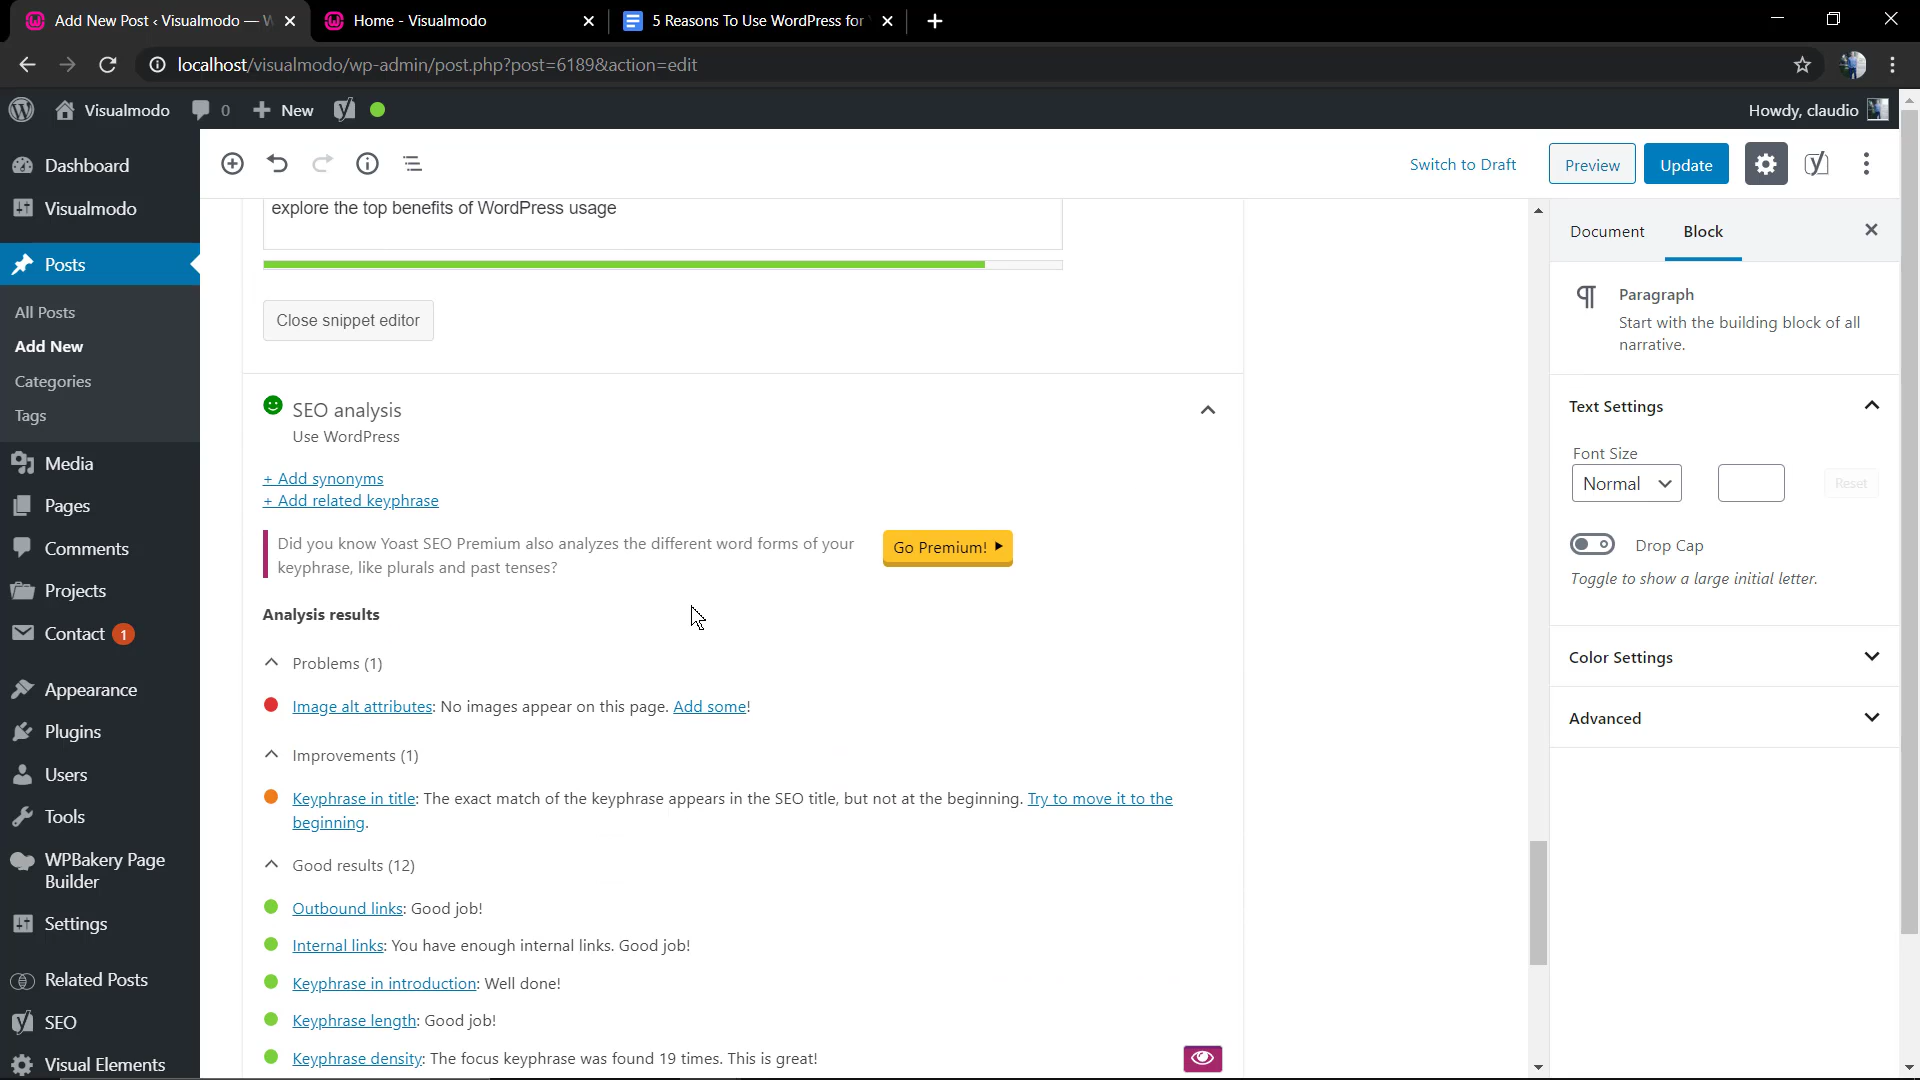 Add New Post ‹ Visualmodo —
Home - Visualmodo
5 Reasons To Use WordPress for
localhost/visualmodo/wp-admin/post.php?post=6189&action=edit
Visualmodo
0
New
Howdy, claudio
Dashboard
Visualmodo
Posts
All Posts
Add New
Categories
Tags
Media
Pages
Comments
Projects
Contact 1
Appearance
Plugins
Users
Tools
WPBakery Page
Builder
Settings
Related Posts
SEO
Visual Elements
Switch to Draft
Preview
Update
explore the top benefits of WordPress usage
Close snippet editor
SEO analysis
Use WordPress
+ Add synonyms
+ Add related keyphrase
Did you know Yoast SEO Premium also analyzes the different word forms of your
keyphrase, like plurals and past tenses?
Go Premium!
Analysis results
Problems (1)
Image alt attributes: No images appear on this page. Add some!
Improvements (1)
Keyphrase in title: The exact match of the keyphrase appears in the SEO title, but not at the beginning. Try to move it to the
beginning.
Good results (12)
Outbound links: Good job!
Internal links: You have enough internal links. Good job!
Keyphrase in introduction: Well done!
Keyphrase length: Good job!
Keyphrase density: The focus keyphrase was found 19 times. This is great!
Document
Block
Paragraph
Start with the building block of all
narrative.
Text Settings
Font Size
Normal
Reset
Drop Cap
Toggle to show a large initial letter.
Color Settings
Advanced